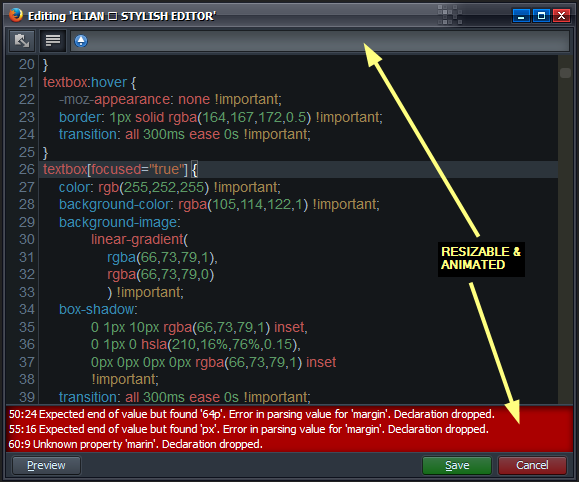 Editing 'ELIAN □ STYLISH EDITOR'
20 }
21 textbox:hover {
22 -moz-appearance: none !important;
23 border: 1px solid rgba(164,167,172,0.5) !important;
24 transition: all 300ms ease 0s !important;
25 }
26 textbox[focused="true"] {
27 color: rgb(255,252,255) !important;
28 background-color: rgba(105,114,122,1) !important;
29 background-image:
30 linear-gradient(
31 rgba(66,73,79,1),
32 rgba(66,73,79,0)
33 ) !important;
34 box-shadow:
35 0 1px 10px rgba(66,73,79,1) inset,
36 0 1px 0 hsla(210,16%,76%,0.15),
37 0px 0px 0px 0px rgba(66,73,79,1) inset
38 !important;
39 transition: all 300ms ease 0s !important;
RESIZABLE &
ANIMATED
50:24 Expected end of value but found '64p'. Error in parsing value for 'margin'. Declaration dropped.
55:16 Expected end of value but found 'px'. Error in parsing value for 'margin'. Declaration dropped.
60:9 Unknown property 'marin'. Declaration dropped.
Preview
Save
Cancel